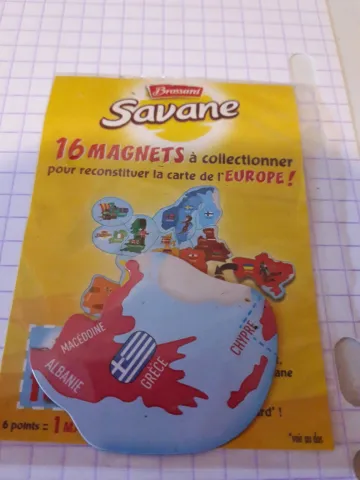 Brossard
Savane
16 MAGNETS à collectionner
pour reconstituer la carte de l'EUROPE !
MACÉDOINE
ALBANIE
GRÈCE
CHYPRE
6 points = 1
*voir au dos